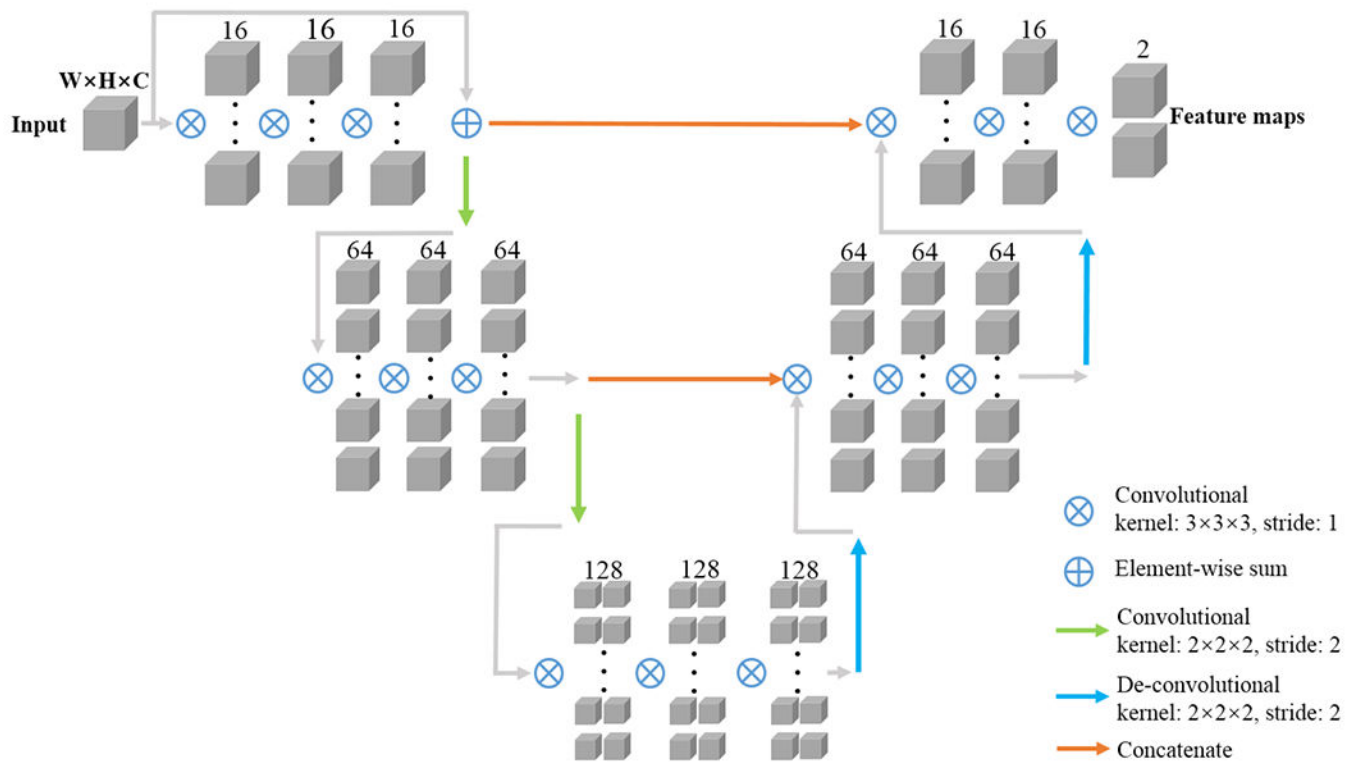 16 16 16
16 16
2
W×H×C
Input
Feature maps
64 64 64
64 64 64
Convolutional
kernel: 3×3×3, stride: 1
Element-wise sum
128 128 128
Convolutional
kernel: 2×2×2, stride: 2
De-convolutional
kernel: 2×2×2, stride: 2
Concatenate